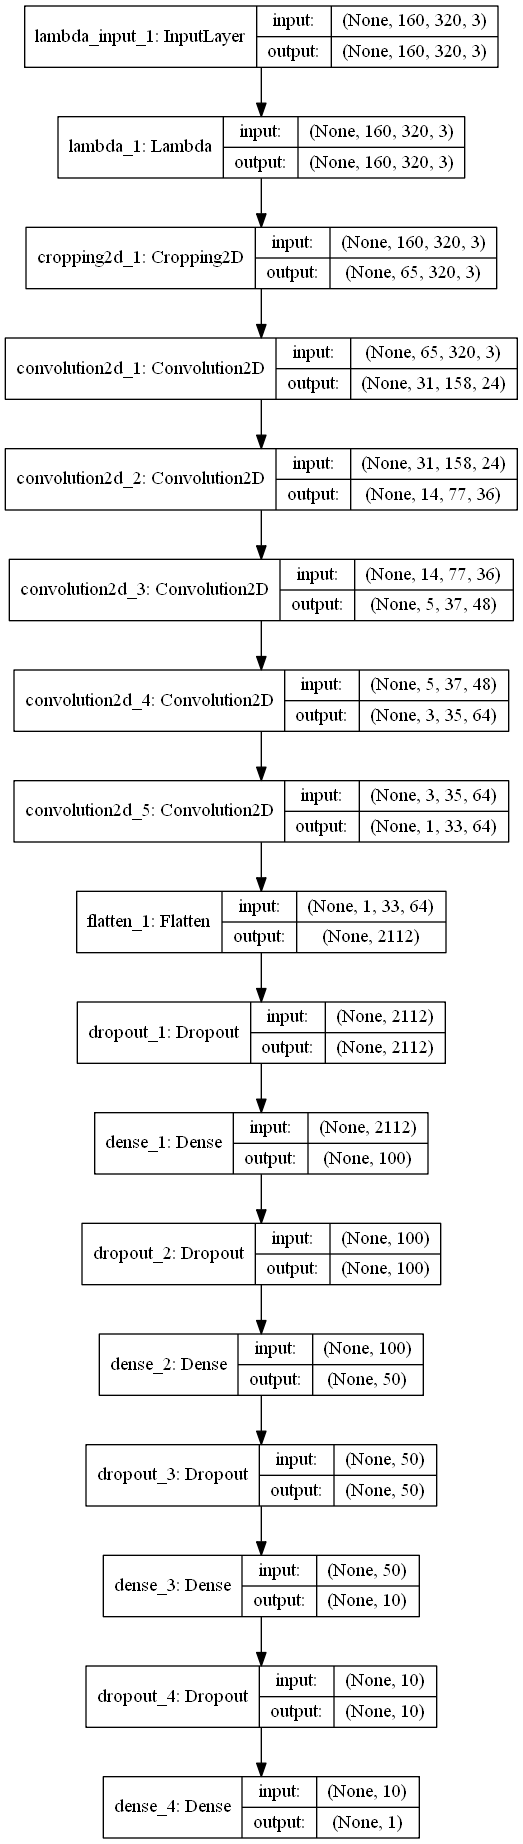 lambda_input_1: InputLayer
input: (None, 160, 320, 3)
output: (None, 160, 320, 3)
lambda_1: Lambda
input: (None, 160, 320, 3)
output: (None, 160, 320, 3)
cropping2d_1: Cropping2D
input: (None, 160, 320, 3)
output: (None, 65, 320, 3)
convolution2d_1: Convolution2D
input: (None, 65, 320, 3)
output: (None, 31, 158, 24)
convolution2d_2: Convolution2D
input: (None, 31, 158, 24)
output: (None, 14, 77, 36)
convolution2d_3: Convolution2D
input: (None, 14, 77, 36)
output: (None, 5, 37, 48)
convolution2d_4: Convolution2D
input: (None, 5, 37, 48)
output: (None, 3, 35, 64)
convolution2d_5: Convolution2D
input: (None, 3, 35, 64)
output: (None, 1, 33, 64)
flatten_1: Flatten
input: (None, 1, 33, 64)
output: (None, 2112)
dropout_1: Dropout
input: (None, 2112)
output: (None, 2112)
dense_1: Dense
input: (None, 2112)
output: (None, 100)
dropout_2: Dropout
input: (None, 100)
output: (None, 100)
dense_2: Dense
input: (None, 100)
output: (None, 50)
dropout_3: Dropout
input: (None, 50)
output: (None, 50)
dense_3: Dense
input: (None, 50)
output: (None, 10)
dropout_4: Dropout
input: (None, 10)
output: (None, 10)
dense_4: Dense
input: (None, 10)
output: (None, 1)